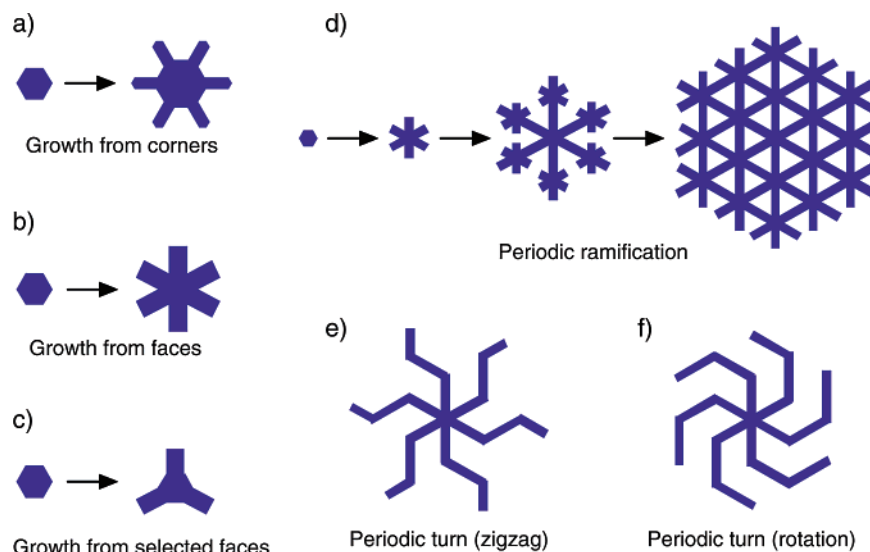 a)
Growth from corners
b)
Growth from faces
c)
Growth from selected faces
d)
Periodic ramification
e)
Periodic turn (zigzag)
f)
Periodic turn (rotation)